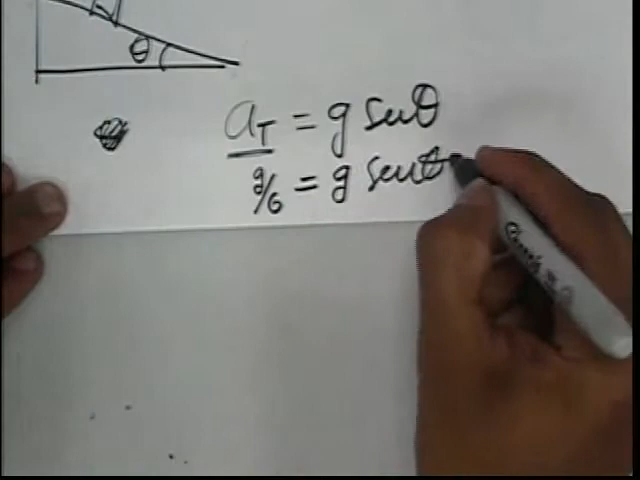 θ
a_T = g senθ
g/6 = g senθ